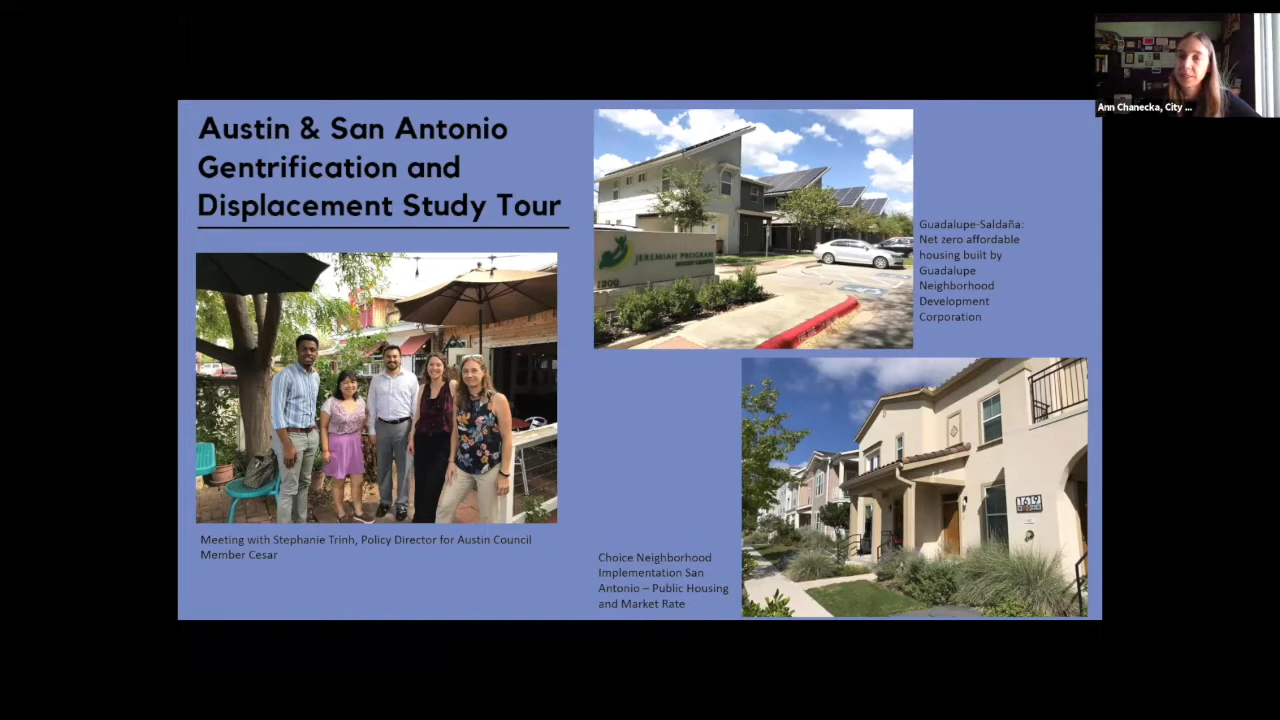 Ann Chanecka, City ...
Austin & San Antonio
Gentrification and
Displacement Study Tour
JEREMIAH PROGRAM
1200
Guadalupe-Saldaña:
Net zero affordable
housing built by
Guadalupe
Neighborhood
Development
Corporation
Meeting with Stephanie Trinh, Policy Director for Austin Council
Member Cesar
Choice Neighborhood
Implementation San
Antonio – Public Housing
and Market Rate
1619